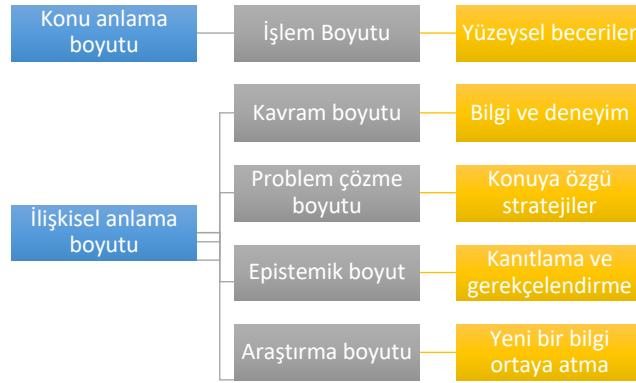 Konu anlama
boyutu
İşlem Boyutu
Yüzeysel beceriler
Kavram boyutu
Bilgi ve deneyim
İlişkisel anlama
boyutu
Problem çözme
boyutu
Konuya özgü
stratejiler
Epistemik boyut
Kanıtlama ve
gerekçelendirme
Araştırma boyutu
Yeni bir bilgi
ortaya atma